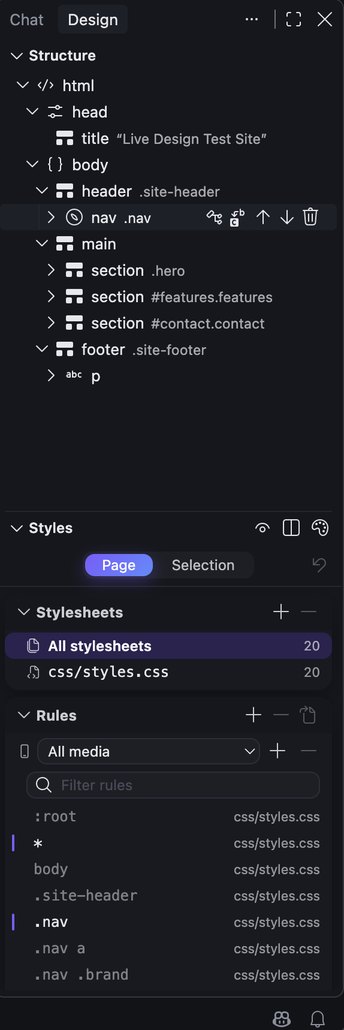 Chat Design
Structure
html
head
title “Live Design Test Site”
{ } body
header .site-header
nav .nav
main
section .hero
section #features.features
section #contact.contact
footer .site-footer
abc p
Styles
Page Selection
Stylesheets
All stylesheets 20
css/styles.css 20
Rules
All media
Filter rules
:root css/styles.css
* css/styles.css
body css/styles.css
.site-header css/styles.css
.nav css/styles.css
.nav a css/styles.css
.nav .brand css/styles.css